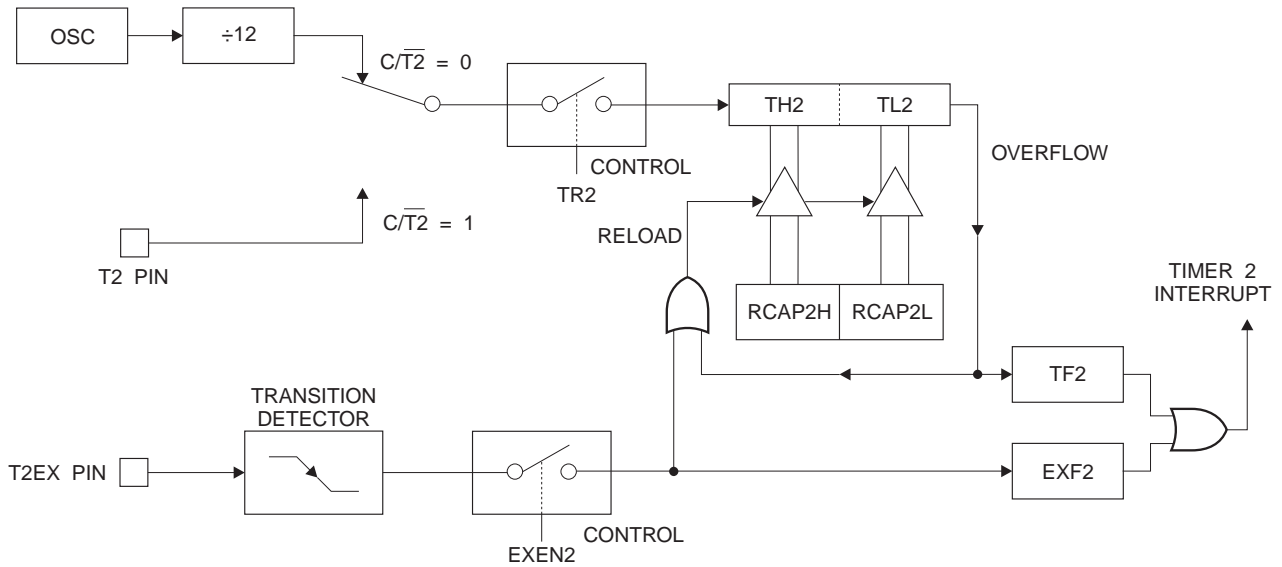 OSC
÷12
C/T2̅ = 0
TH2
TL2
OVERFLOW
CONTROL
TR2
C/T2̅ = 1
RELOAD
T2 PIN
TIMER 2
INTERRUPT
RCAP2H
RCAP2L
TF2
TRANSITION
DETECTOR
T2EX PIN
EXF2
CONTROL
EXEN2